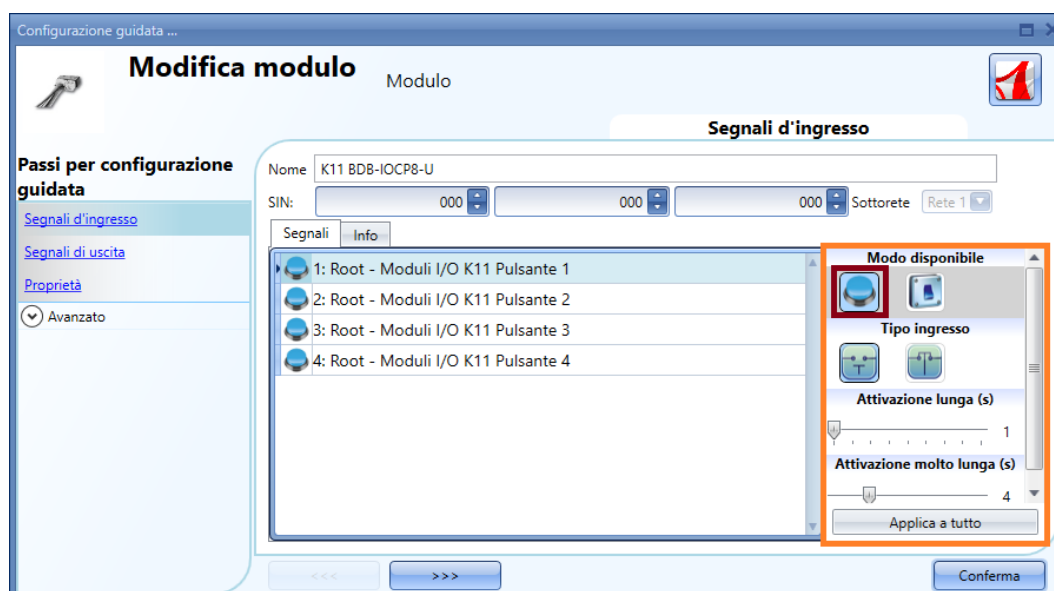 Configurazione guidata ...
Modifica modulo
Modulo
Segnali d'ingresso
Passi per configurazione
guidata
Segnali d'ingresso
Segnali di uscita
Proprietà
Avanzato
Nome K11 BDB-IOCP8-U
SIN: 000 000 000 Sottorete Rete 1
Segnali Info
1: Root - Moduli I/O K11 Pulsante 1
2: Root - Moduli I/O K11 Pulsante 2
3: Root - Moduli I/O K11 Pulsante 3
4: Root - Moduli I/O K11 Pulsante 4
Modo disponibile
Tipo ingresso
Attivazione lunga (s)
1
Attivazione molto lunga (s)
4
Applica a tutto
<<< >>> Conferma